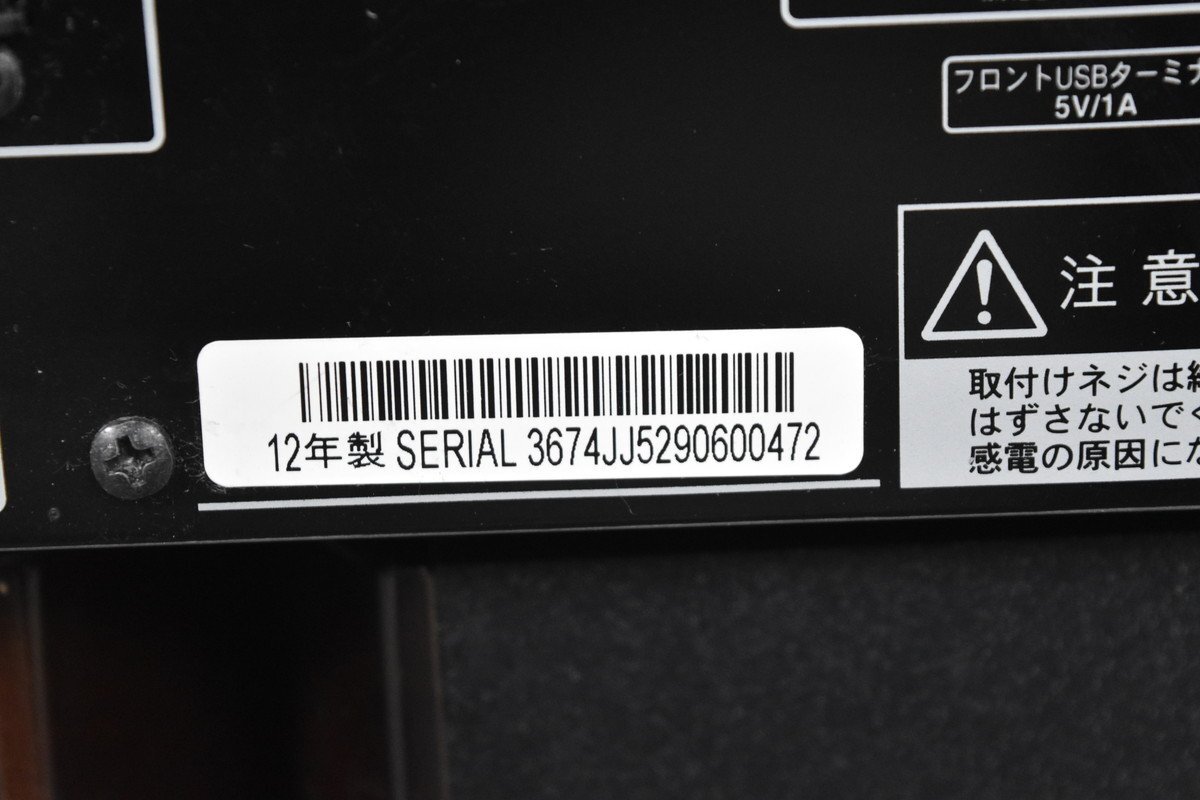 フロントUSBターミナ
5V/1A
注意
取付けネジは
はずさないでく
感電の原因にな
12年製 SERIAL 3674JJ5290600472